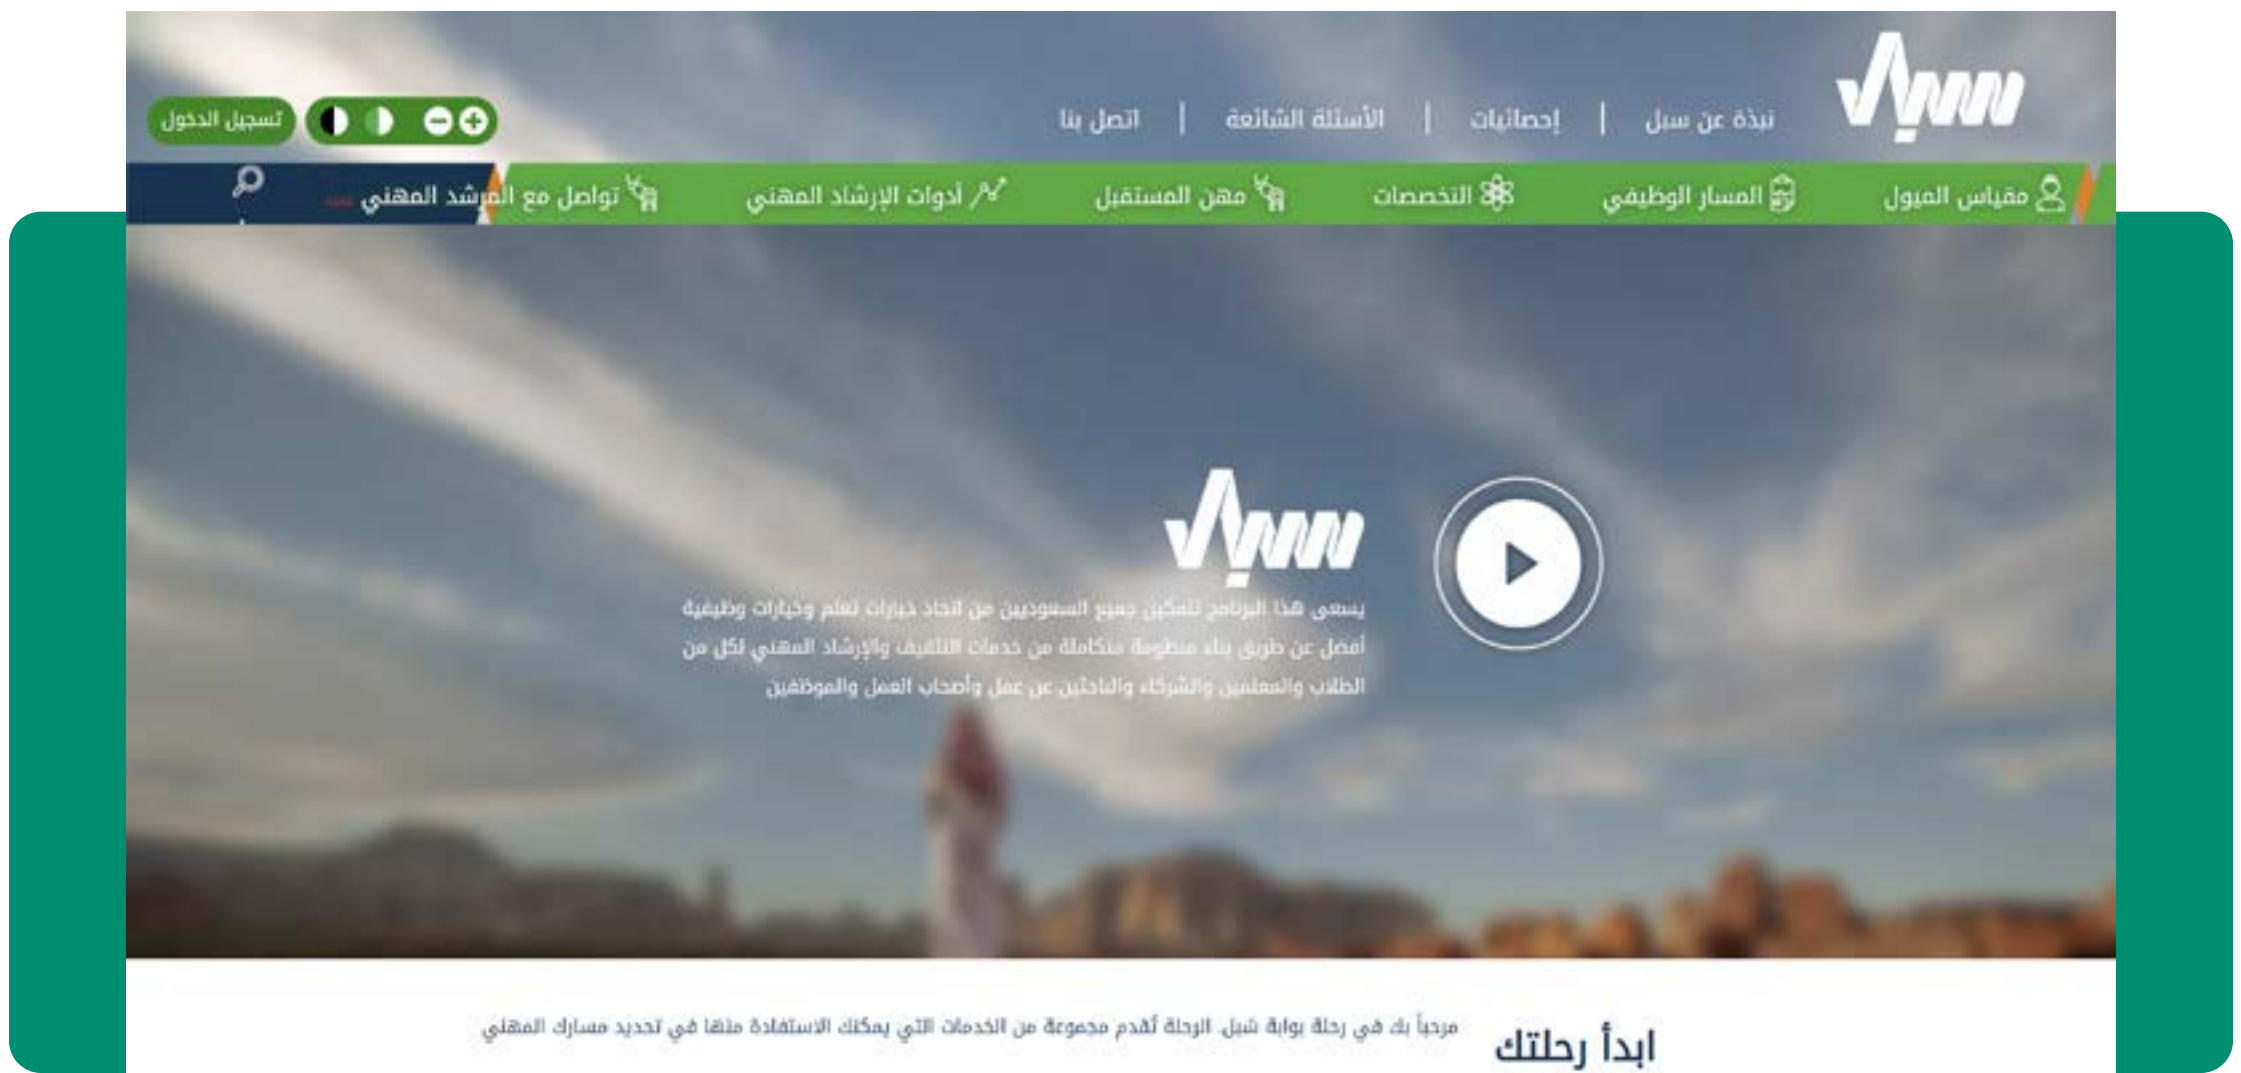 سبل
نبذة عن سبل | إحصائيات | الأسئلة الشائعة | اتصل بنا
تسجيل الدخول
مقياس الميول
المسار الوظيفي
التخصصات
مهن المستقبل
أدوات الإرشاد المهني
تواصل مع المرشد المهني
سبل
يسعى هذا البرنامج لتمكين جميع السعوديين من اتخاذ خيارات تعلم وخيارات وظيفية
أفضل عن طريق بناء منظومة متكاملة من خدمات التثقيف والإرشاد المهني لكل من
الطلاب والمعلمين والشركاء والباحثين عن عمل وأصحاب العمل والموظفين
ابدأ رحلتك
مرحباً بك في رحلة بوابة سُبل. الرحلة تُقدم مجموعة من الخدمات التي يمكنك الاستفادة منها في تحديد مسارك المهني